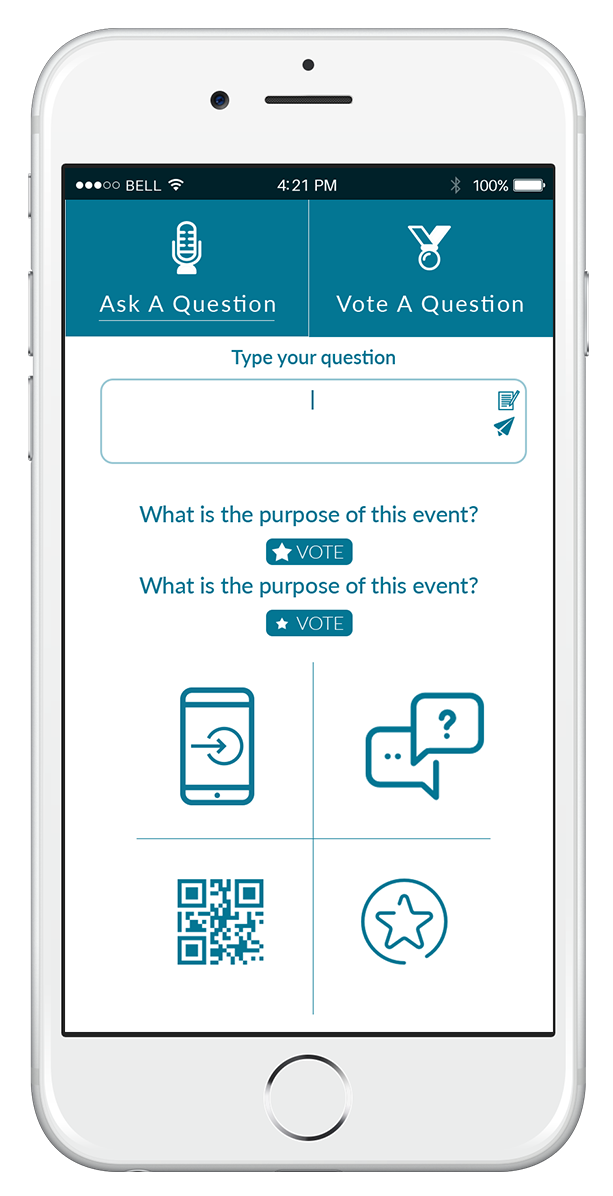 BELL 4:21 PM 100%
Ask A Question Vote A Question
Type your question
What is the purpose of this event?
VOTE
What is the purpose of this event?
VOTE
?